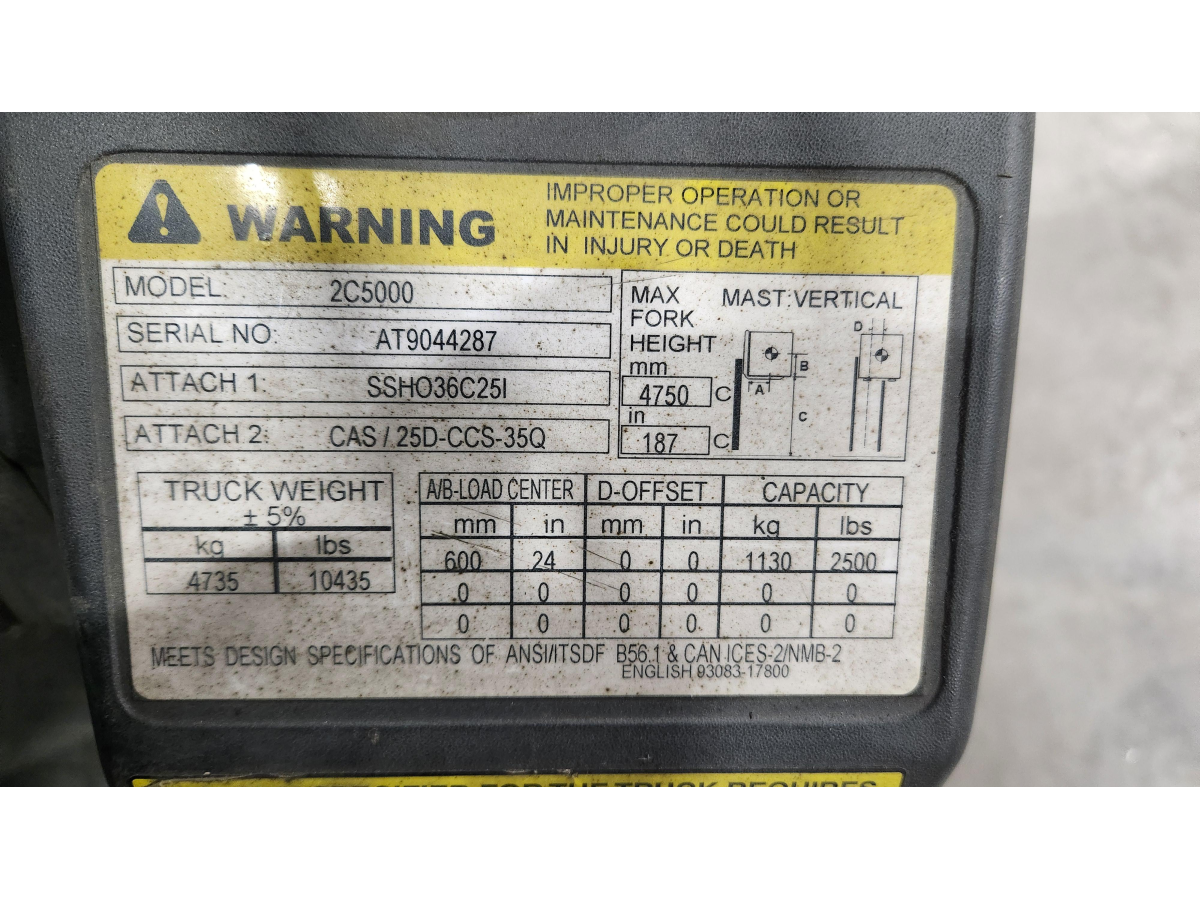 WARNING
IMPROPER OPERATION OR
MAINTENANCE COULD RESULT
IN INJURY OR DEATH
MODEL: 2C5000
SERIAL NO: AT9044287
ATTACH 1: SSHO36C25I
ATTACH 2: CAS / 25D-CCS-35Q
MAX
FORK
HEIGHT
mm
4750 C
in
187 C
MAST:VERTICAL
D
B
A
C
TRUCK WEIGHT
± 5%
kg lbs
4735 10435
A/B-LOAD CENTER D-OFFSET CAPACITY
mm in mm in kg lbs
600 24 0 0 1130 2500
0 0 0 0 0 0
0 0 0 0 0 0
MEETS DESIGN SPECIFICATIONS OF ANSI/ITSDF B56.1 & CAN ICES-2/NMB-2
ENGLISH 93083-17800
FOR THE TRUCK REQUIRES